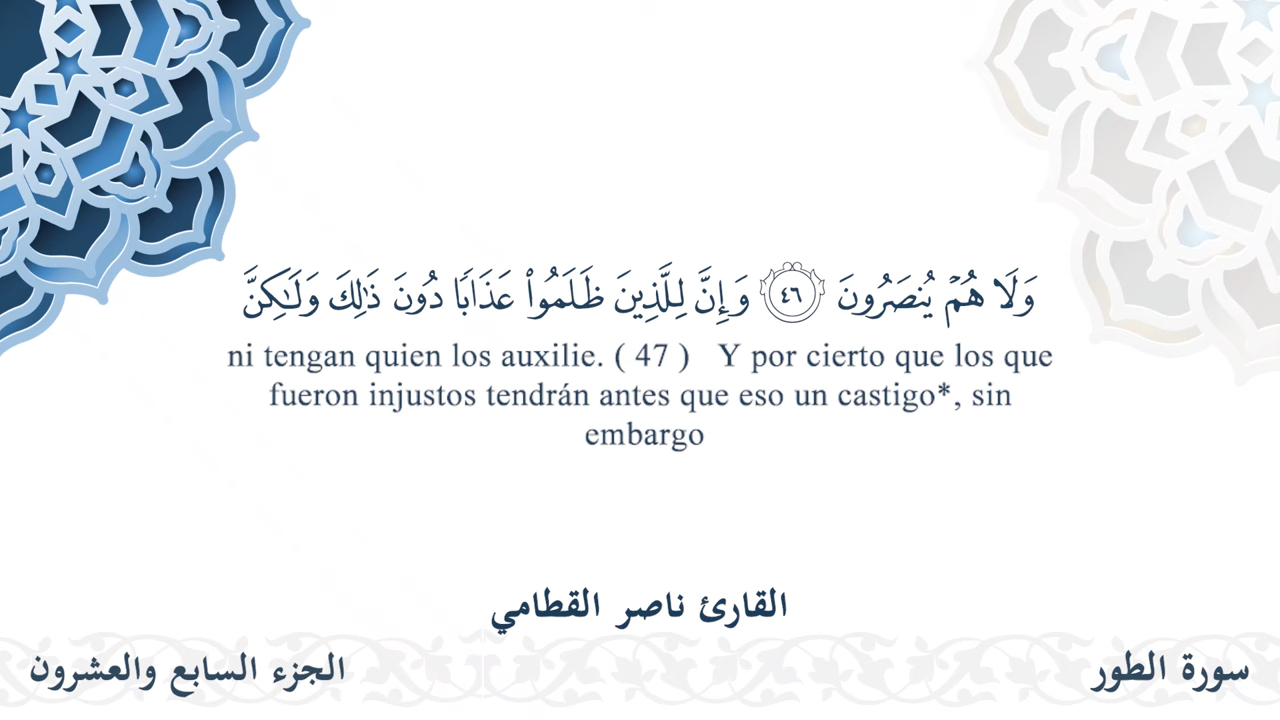 وَلَا هُمۡ يُنصَرُونَ ٤٦ وَإِنَّ لِلَّذِينَ ظَلَمُواْ عَذَابٗا دُونَ ذَٰلِكَ وَلَٰكِنَّ
ni tengan quien los auxilie. ( 47 ) Y por cierto que los que
fueron injustos tendrán antes que eso un castigo*, sin
embargo
القارئ ناصر القطامي
سورة الطور
الجزء السابع والعشرون